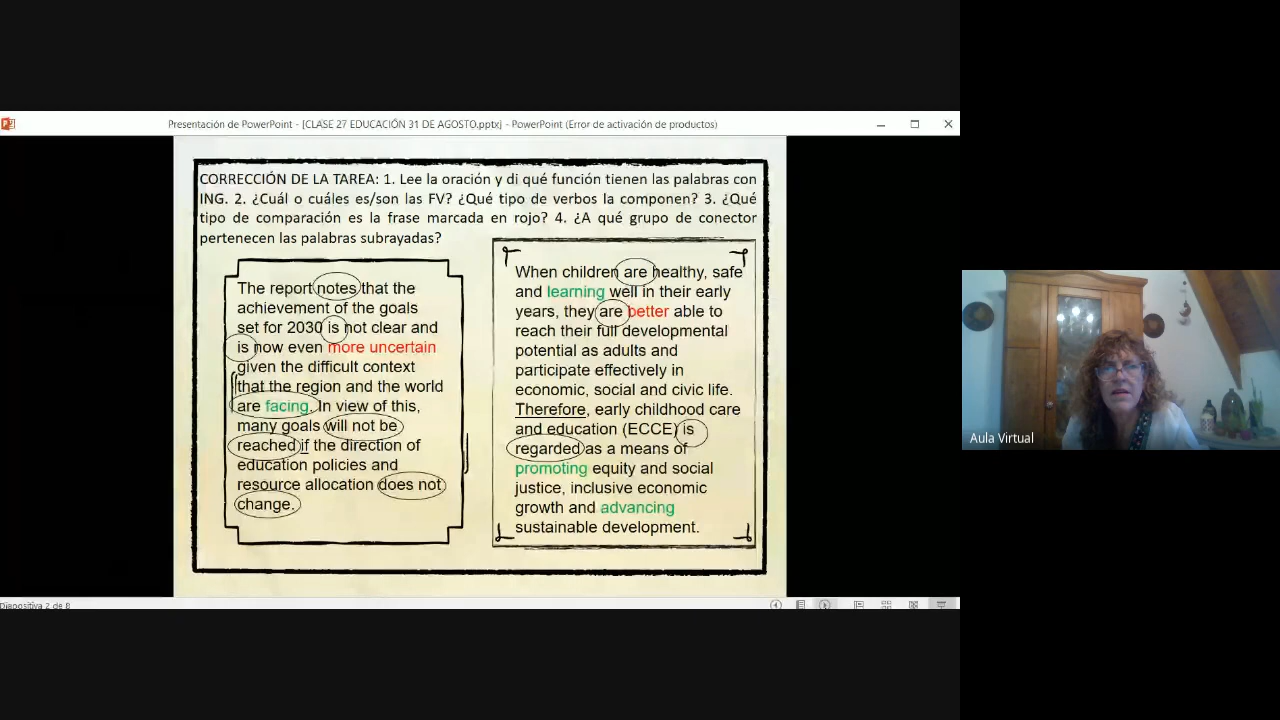 Presentación de PowerPoint - [CLASE 27 EDUCACIÓN 31 DE AGOSTO.pptx] - PowerPoint (Error de activación de productos)
CORRECCIÓN DE LA TAREA: 1. Lee la oración y di qué función tienen las palabras con
ING. 2. ¿Cuál o cuáles es/son las FV? ¿Qué tipo de verbos la componen? 3. ¿Qué
tipo de comparación es la frase marcada en rojo? 4. ¿A qué grupo de conector
pertenecen las palabras subrayadas?
The report notes that the
achievement of the goals
set for 2030 is not clear and
is now even more uncertain
given the difficult context
that the region and the world
are facing. In view of this,
many goals will not be
reached if the direction of
education policies and
resource allocation does not
change.
When children are healthy, safe
and learning well in their early
years, they are better able to
reach their full developmental
potential as adults and
participate effectively in
economic, social and civic life.
Therefore, early childhood care
and education (ECCE) is
regarded as a means of
promoting equity and social
justice, inclusive economic
growth and advancing
sustainable development.
Diapositiva 2 de 8
Aula Virtual